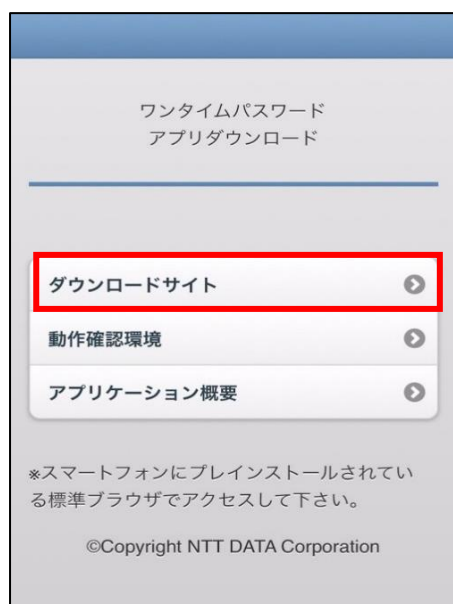 ワンタイムパスワード
アプリダウンロード
ダウンロードサイト
動作確認環境
アプリケーション概要
※スマートフォンにプレインストールされてい
る標準ブラウザでアクセスして下さい。
©Copyright NTT DATA Corporation